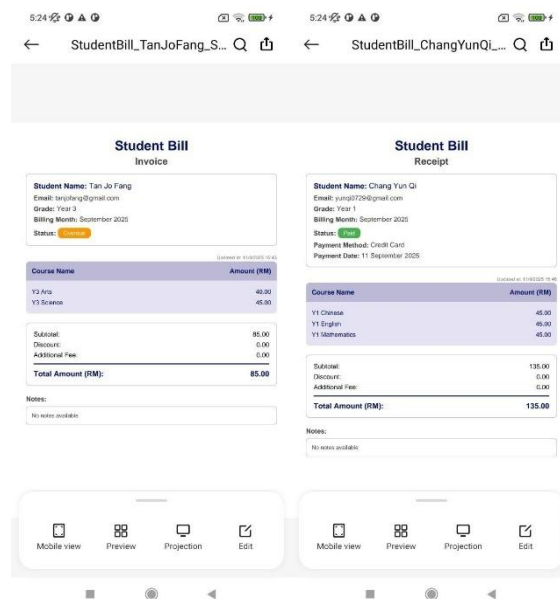 5:24
StudentBill_TanJoFang_S...
Student Bill
Invoice
Student Name: Tan Jo Fang
Email: tanjofang@gmail.com
Grade: Year 3
Billing Month: September 2025
Status: Overdue
Course Name Amount (RM)
Y3 Arts 40.00
Y3 Science 45.00
Subtotal: 85.00
Discount: 0.00
Additional Fee: 0.00
Total Amount (RM): 85.00
Notes:
No notes available
Mobile view Preview Projection Edit
5:24
StudentBill_ChangYunQi_...
Student Bill
Receipt
Student Name: Chang Yun Qi
Email: yunqi0729@gmail.com
Grade: Year 1
Billing Month: September 2025
Status: Paid
Payment Method: Credit Card
Payment Date: 11 September 2025
Course Name Amount (RM)
Y1 Chinese 45.00
Y1 English 45.00
Y1 Mathematics 45.00
Subtotal: 135.00
Discount: 0.00
Additional Fee: 0.00
Total Amount (RM): 135.00
Notes:
No notes available
Mobile view Preview Projection Edit